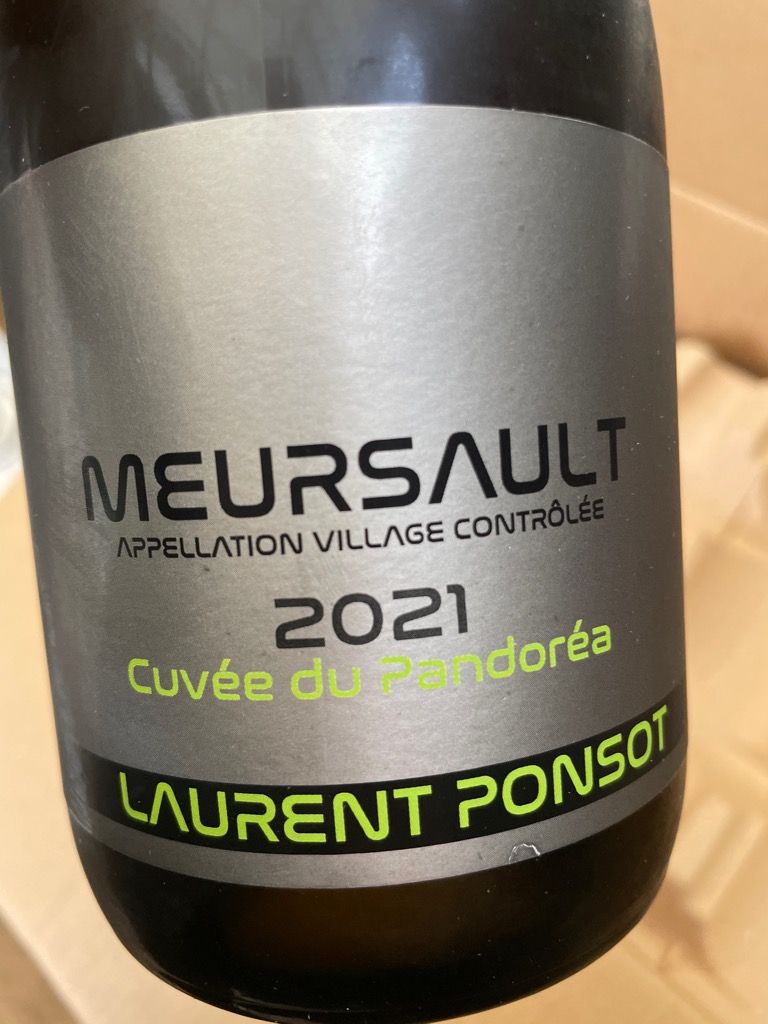 MEURSAULT
APPELLATION VILLAGE CONTRÔLÉE
2021
Cuvée du Pandoréa
LAURENT PONSOT